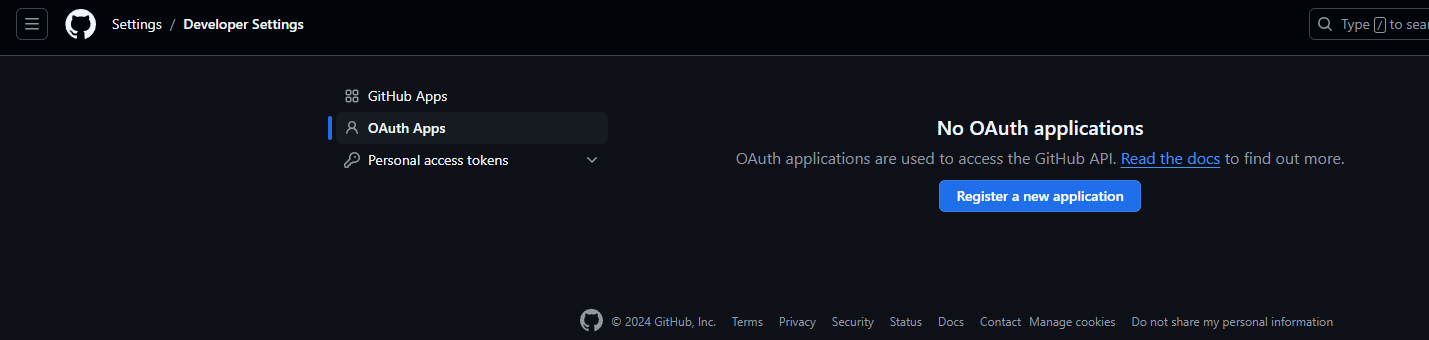 Settings / Developer Settings
Type / to sear
GitHub Apps
OAuth Apps
Personal access tokens
No OAuth applications
OAuth applications are used to access the GitHub API. Read the docs to find out more.
Register a new application
© 2024 GitHub, Inc. Terms Privacy Security Status Docs Contact Manage cookies Do not share my personal information